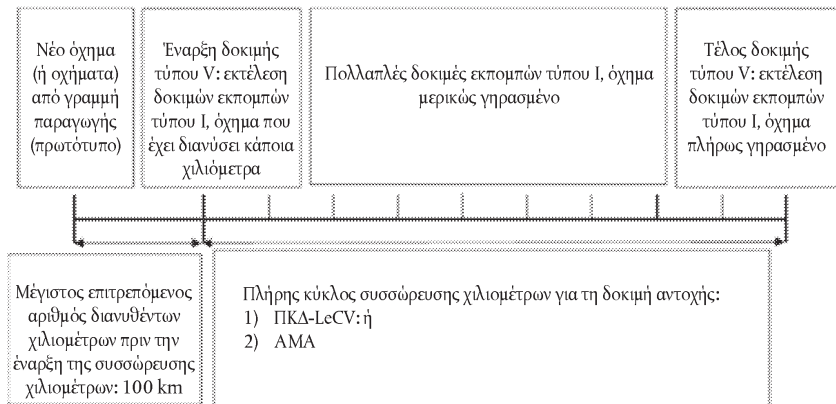 Νέο όχημα
(ή οχήματα)
από γραμμή
παραγωγής
(πρωτότυπο)
Έναρξη δοκιμής
τύπου V: εκτέλεση
δοκιμών εκπομπών
τύπου I, όχημα που
έχει διανύσει κάποια
χιλιόμετρα
Πολλαπλές δοκιμές εκπομπών τύπου I, όχημα
μερικώς γηρασμένο
Τέλος δοκιμής
τύπου V: εκτέλεση
δοκιμών εκπομπών
τύπου I, όχημα
πλήρως γηρασμένο
Μέγιστος επιτρεπόμενος
αριθμός διανυθέντων
χιλιομέτρων πριν την
έναρξη της συσσώρευσης
χιλιομέτρων: 100 km
Πλήρης κύκλος συσσώρευσης χιλιομέτρων για τη δοκιμή αντοχής:
1) ΠΚΔ-LeCV: ή
2) AMA